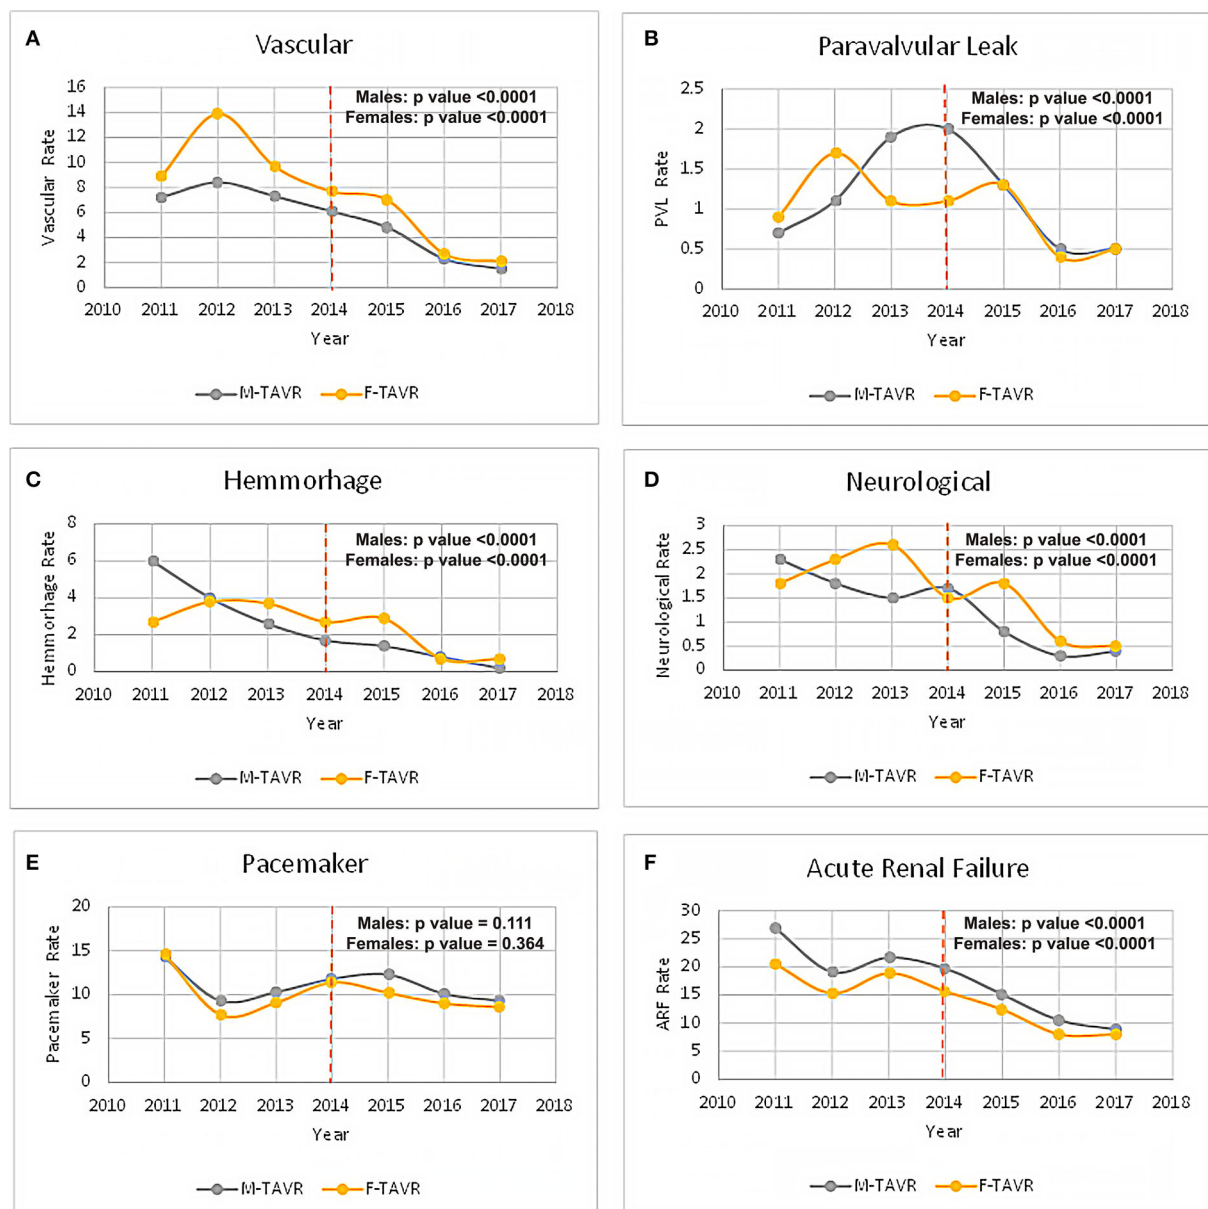 A
Vascular
Males: p value <0.0001
Females: p value <0.0001
Vascular Rate
16
14
12
10
8
6
4
2
0
2010 2011 2012 2013 2014 2015 2016 2017 2018
Year
M-TAVR F-TAVR
B
Paravalvular Leak
Males: p value <0.0001
Females: p value <0.0001
PVL Rate
2.5
2
1.5
1
0.5
0
2010 2011 2012 2013 2014 2015 2016 2017 2018
Year
M-TAVR F-TAVR
C
Hemmorhage
Males: p value <0.0001
Females: p value <0.0001
Hemmorhage Rate
8
6
4
2
0
2010 2011 2012 2013 2014 2015 2016 2017 2018
Year
M-TAVR F-TAVR
D
Neurological
Males: p value <0.0001
Females: p value <0.0001
Neurological Rate
3
2.5
2
1.5
1
0.5
0
2010 2011 2012 2013 2014 2015 2016 2017 2018
Year
M-TAVR F-TAVR
E
Pacemaker
Males: p value = 0.111
Females: p value = 0.364
Pacemaker Rate
20
15
10
5
0
2010 2011 2012 2013 2014 2015 2016 2017 2018
Year
M-TAVR F-TAVR
F
Acute Renal Failure
Males: p value <0.0001
Females: p value <0.0001
ARF Rate
30
25
20
15
10
5
0
2010 2011 2012 2013 2014 2015 2016 2017 2018
Year
M-TAVR F-TAVR